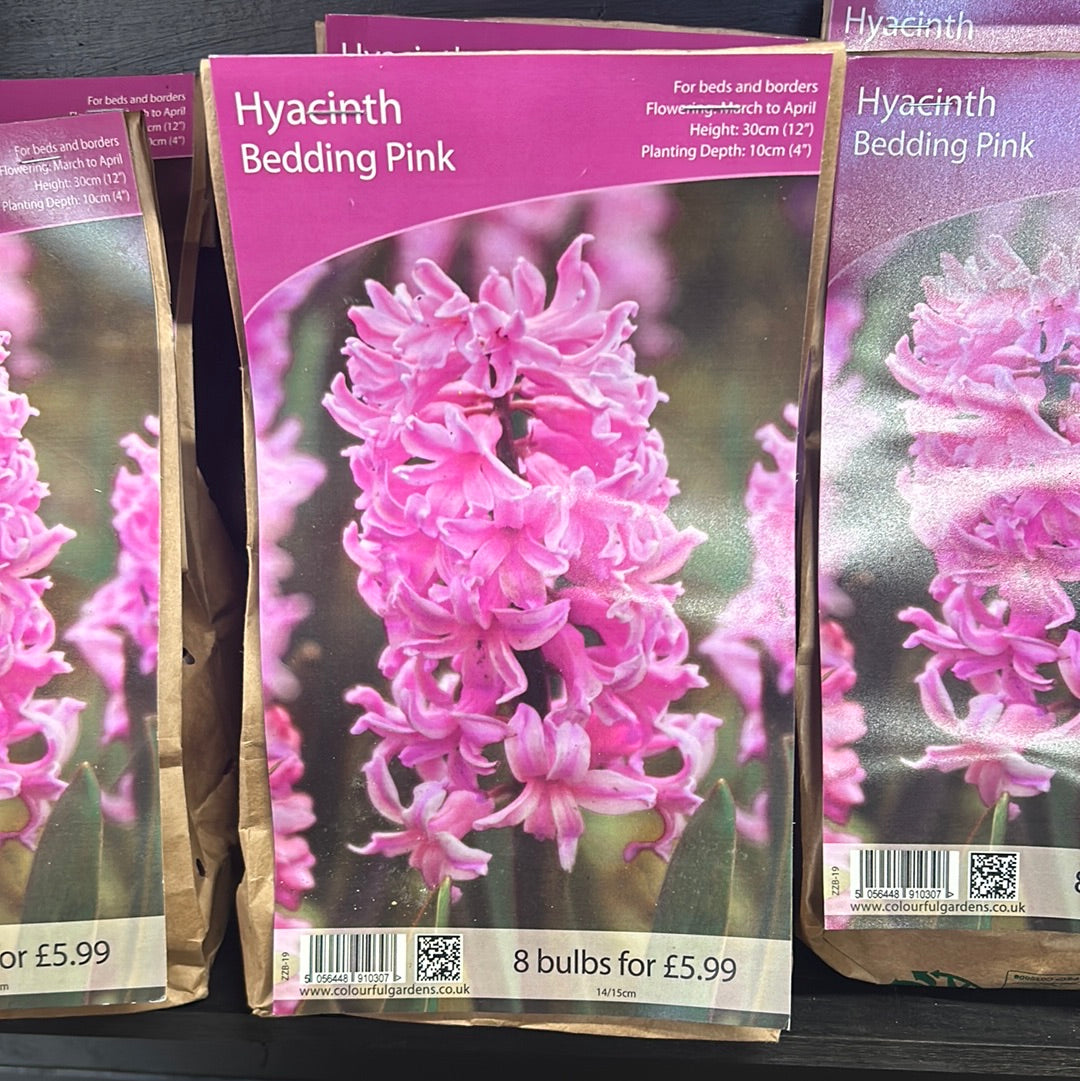 Hyacinth
Hyacinth
For beds and borders
For beds and borders
Flowering: March to April
Height: 30cm (12")
Planting Depth: 10cm (4")
or £5.99
Hyacinth
Bedding Pink
For beds and borders
Flowering: March to April
Height: 30cm (12")
Planting Depth: 10cm (4")
ZZB-19
5 056448 910307 >
www.colourfulgardens.co.uk
8 bulbs for £5.99
14/15cm
Hyacinth
Bedding Pink
ZZB-19
5 056448 910307 >
www.colourfulgardens.co.uk